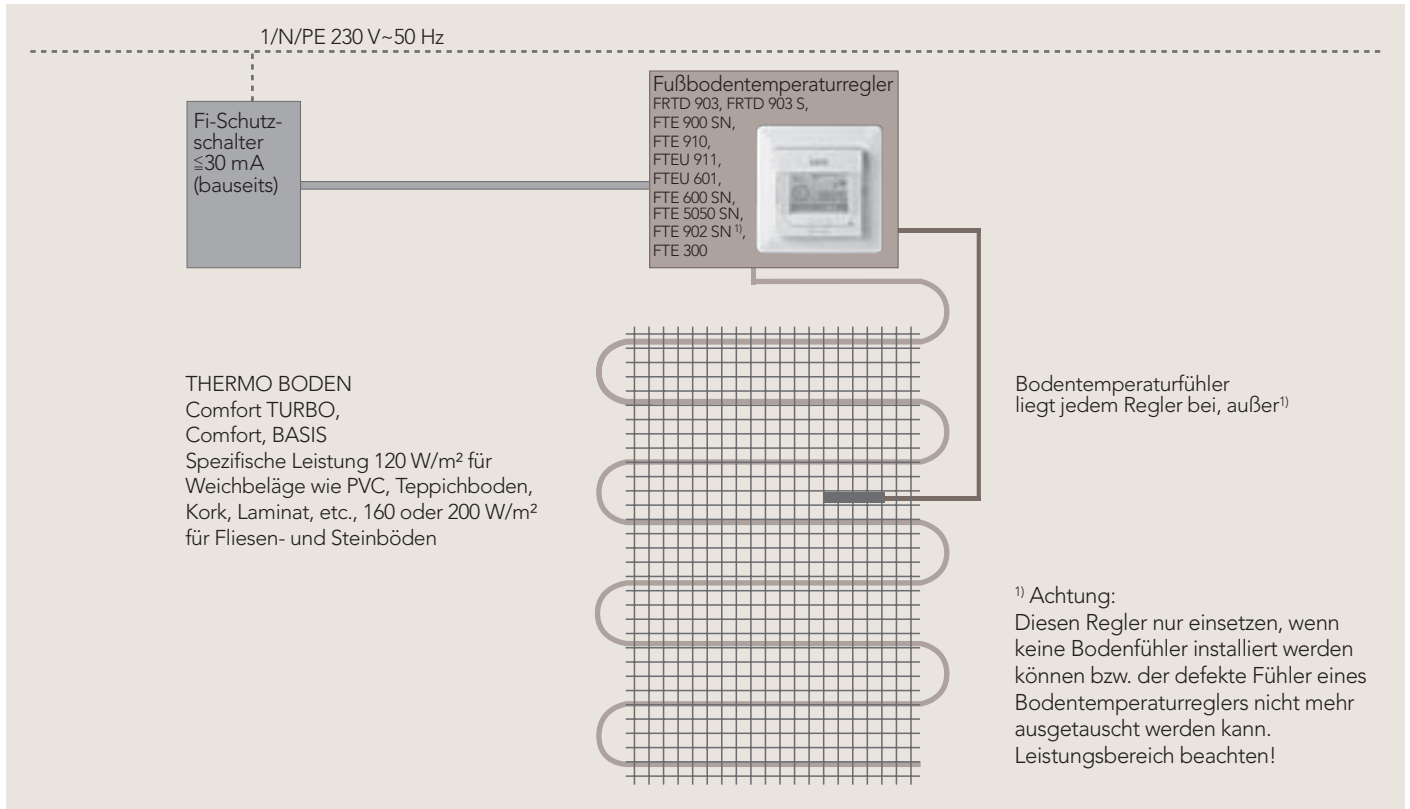 1/N/PE 230 V~50 Hz
Fi-Schutz-
schalter
≦30 mA
(bauseits)
Fußbodentemperaturregler
FRTD 903, FRTD 903 S,
FTE 900 SN,
FTE 910,
FTEU 911,
FTEU 601,
FTE 600 SN,
FTE 5050 SN,
FTE 902 SN ¹⁾,
FTE 300
THERMO BODEN
Comfort TURBO,
Comfort, BASIS
Spezifische Leistung 120 W/m² für
Weichbeläge wie PVC, Teppichboden,
Kork, Laminat, etc., 160 oder 200 W/m²
für Fliesen- und Steinböden
Bodentemperaturfühler
liegt jedem Regler bei, außer¹⁾
¹⁾ Achtung:
Diesen Regler nur einsetzen, wenn
keine Bodenfühler installiert werden
können bzw. der defekte Fühler eines
Bodentemperaturreglers nicht mehr
ausgetauscht werden kann.
Leistungsbereich beachten!